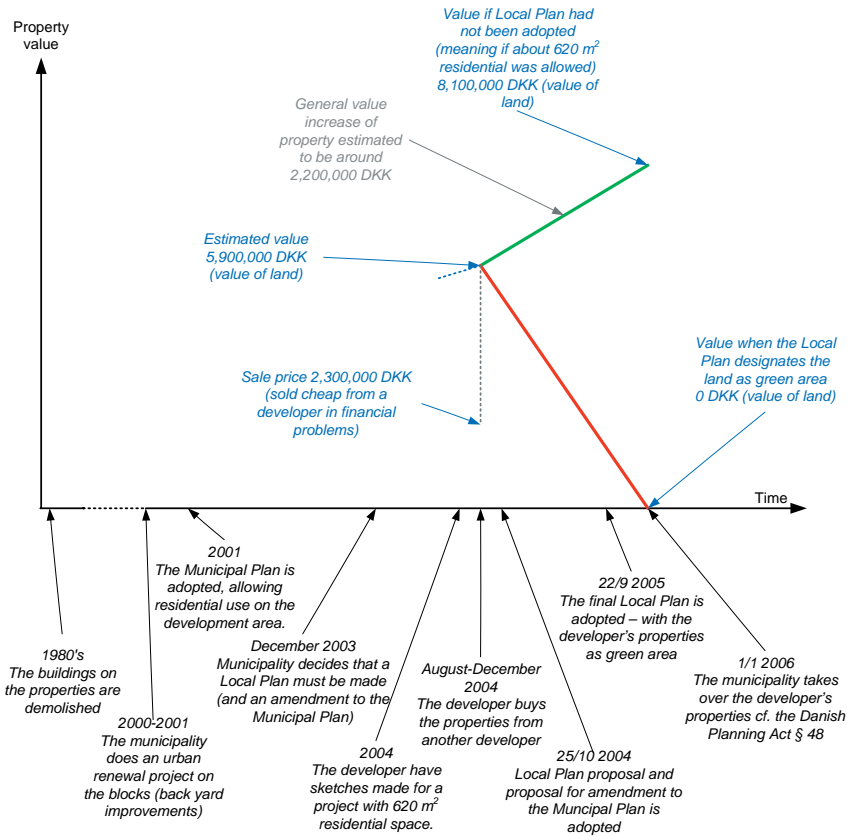 Property
value
Value if Local Plan had
not been adopted
(meaning if about 620 m²
residential was allowed)
8,100,000 DKK (value of
land)
General value
increase of
property estimated
to be around
2,200,000 DKK
Estimated value
5,900,000 DKK
(value of land)
Sale price 2,300,000 DKK
(sold cheap from a
developer in financial
problems)
Value when the Local
Plan designates the
land as green area
0 DKK (value of land)
Time
1980's
The buildings on
the properties are
demolished
2000-2001
The municipality
does an urban
renewal project on
the blocks (back yard
improvements)
2001
The Municipal Plan is
adopted, allowing
residential use on the
development area.
December 2003
Municipality decides that a
Local Plan must be made
(and an amendment to the
Municipal Plan)
2004
The developer have
sketches made for a
project with 620 m²
residential space.
August-December
2004
The developer buys
the properties from
another developer
25/10 2004
Local Plan proposal and
proposal for amendment to
the Muncipal Plan is
adopted
22/9 2005
The final Local Plan is
adopted – with the
developer's properties
as green area
1/1 2006
The municipality takes
over the developer's
properties cf. the Danish
Planning Act § 48